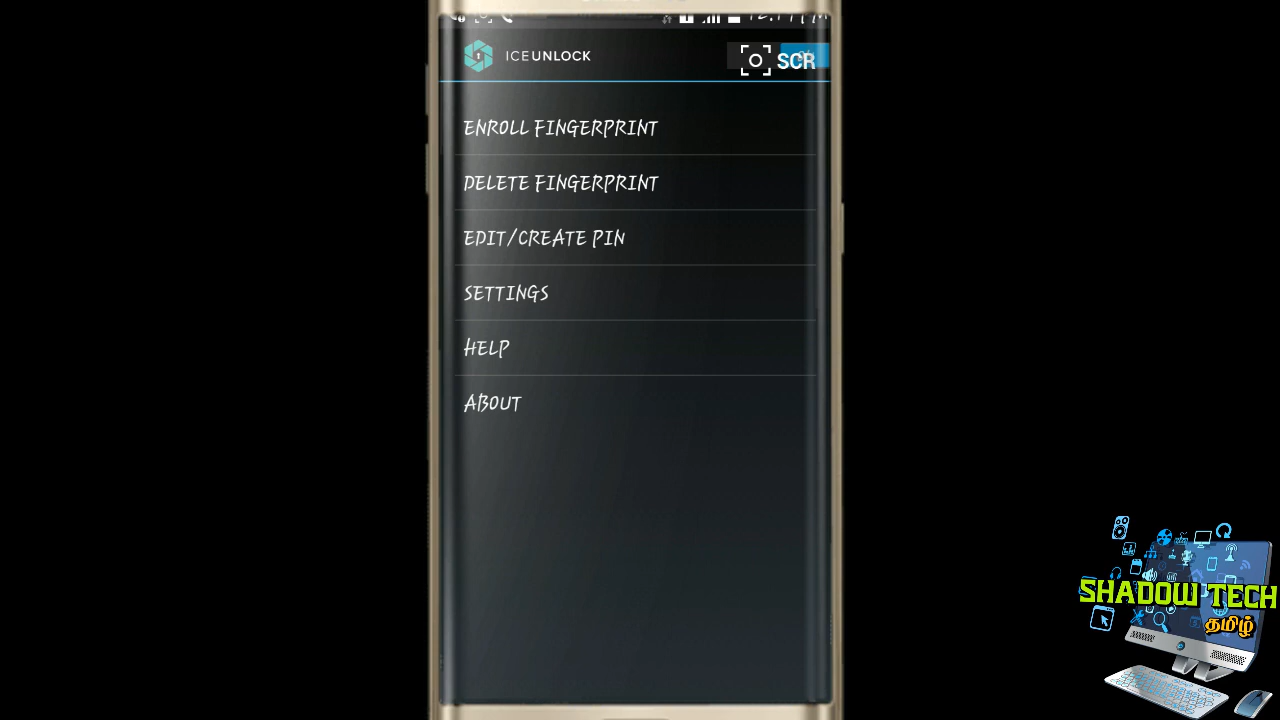 ICEUNLOCK
SCR
ENROLL FINGERPRINT
DELETE FINGERPRINT
EDIT/CREATE PIN
SETTINGS
HELP
ABOUT
SHADOW TECH
தமிழ்